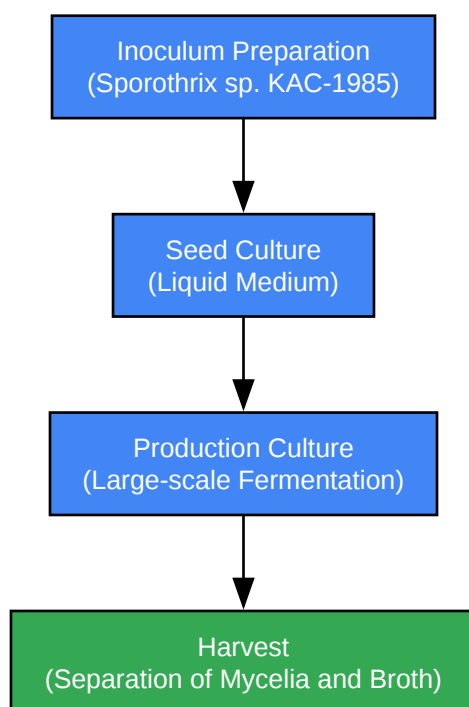 Inoculum Preparation
(Sporothrix sp. KAC-1985)
Seed Culture
(Liquid Medium)
Production Culture
(Large-scale Fermentation)
Harvest
(Separation of Mycelia and Broth)